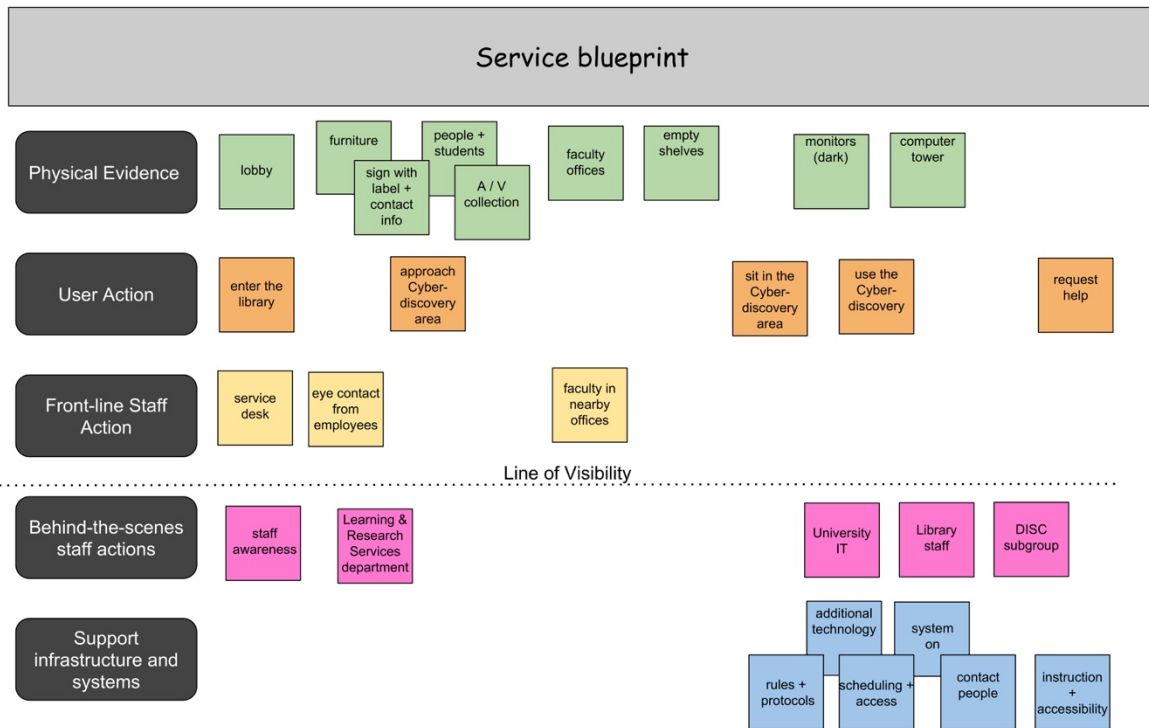 Service blueprint
Physical Evidence
lobby
furniture
sign with
label +
contact
info
people +
students
A / V
collection
faculty
offices
empty
shelves
monitors
(dark)
computer
tower
User Action
enter the
library
approach
Cyber-
discovery
area
sit in the
Cyber-
discovery
area
use the
Cyber-
discovery
request
help
Front-line Staff
Action
service
desk
eye contact
from
employees
faculty in
nearby
offices
Line of Visibility
Behind-the-scenes
staff actions
staff
awareness
Learning &
Research
Services
department
University
IT
Library
staff
DISC
subgroup
Support
infrastructure and
systems
additional
technology
system
on
rules +
protocols
scheduling +
access
contact
people
instruction
+
accessibility